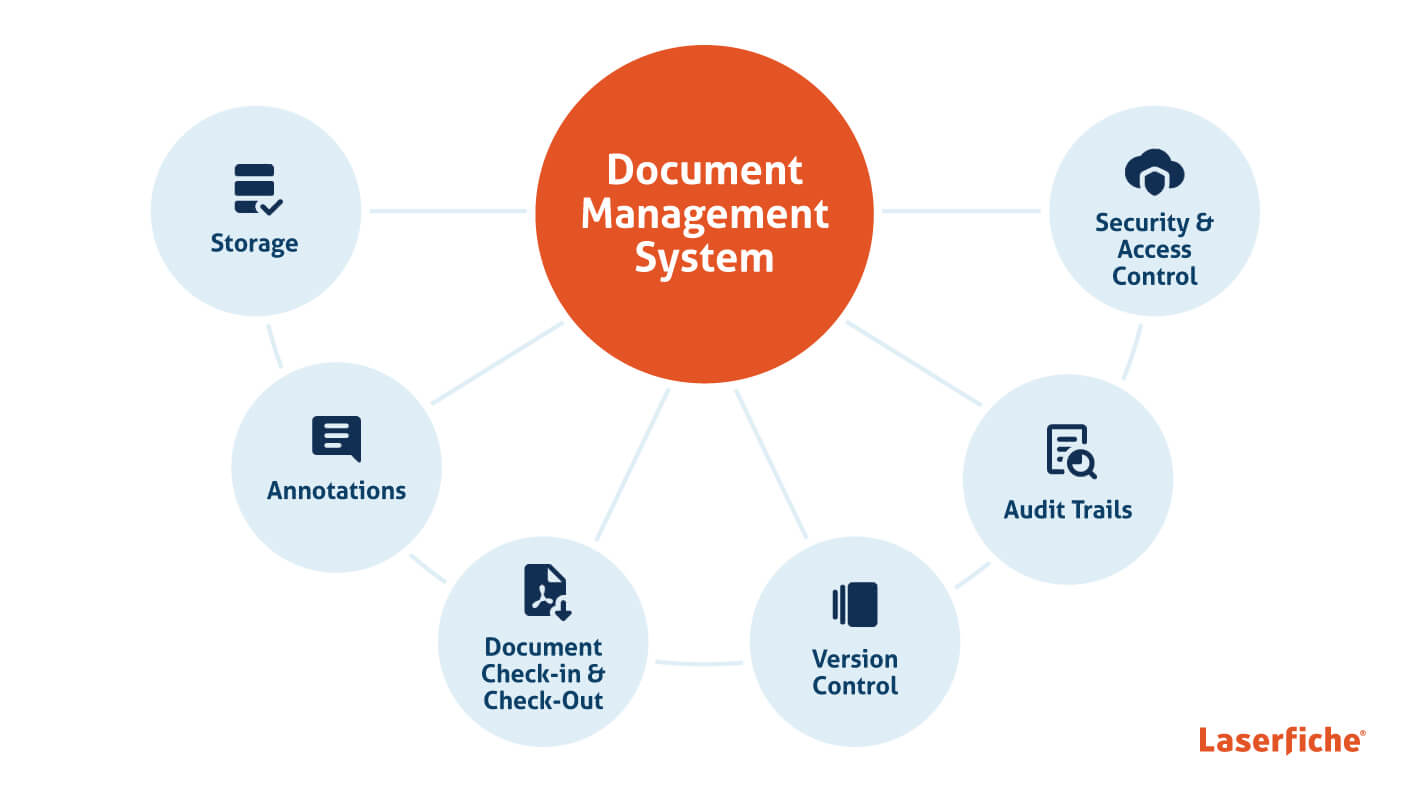 Document
Management
System
Storage
Security &
Access
Control
Annotations
Audit Trails
Document
Check-in &
Check-Out
Version
Control
Laserfiche®